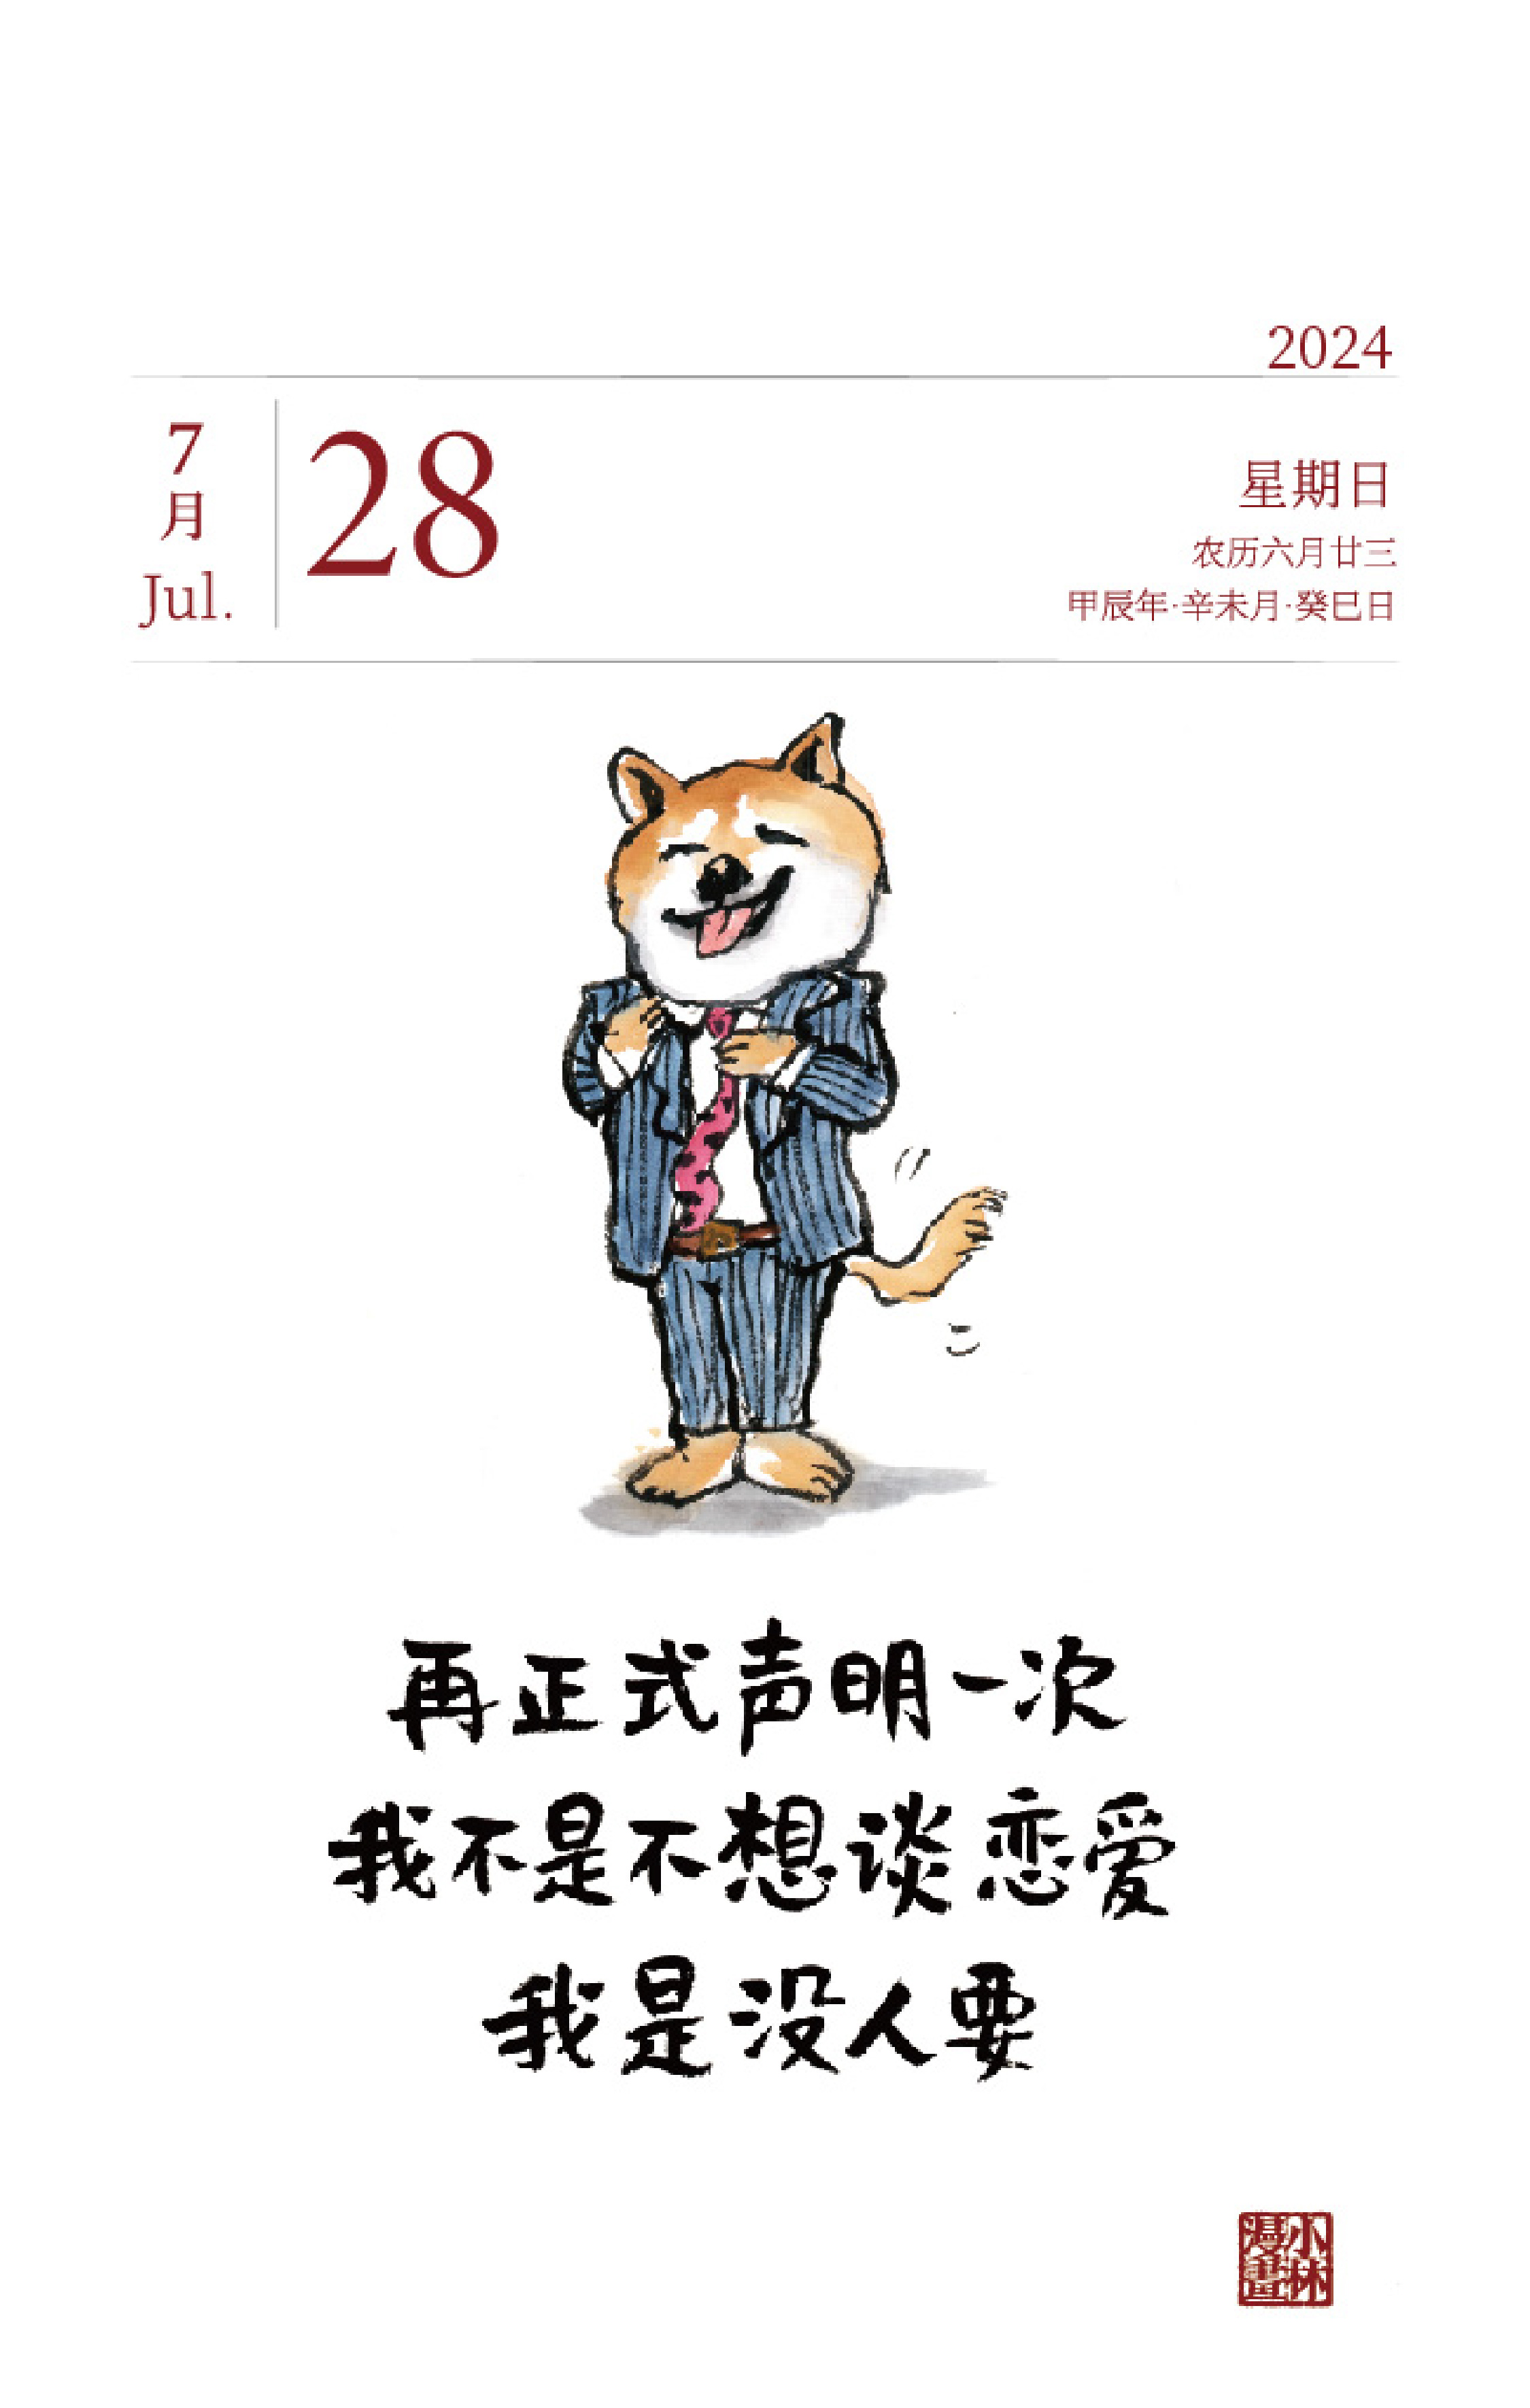 2024
7
月
Jul.
28
星期日
农历六月廿三
甲辰年·辛未月·癸巳日
再正式声明一次
我不是不想谈恋爱
我是没人要
小林
漫畫